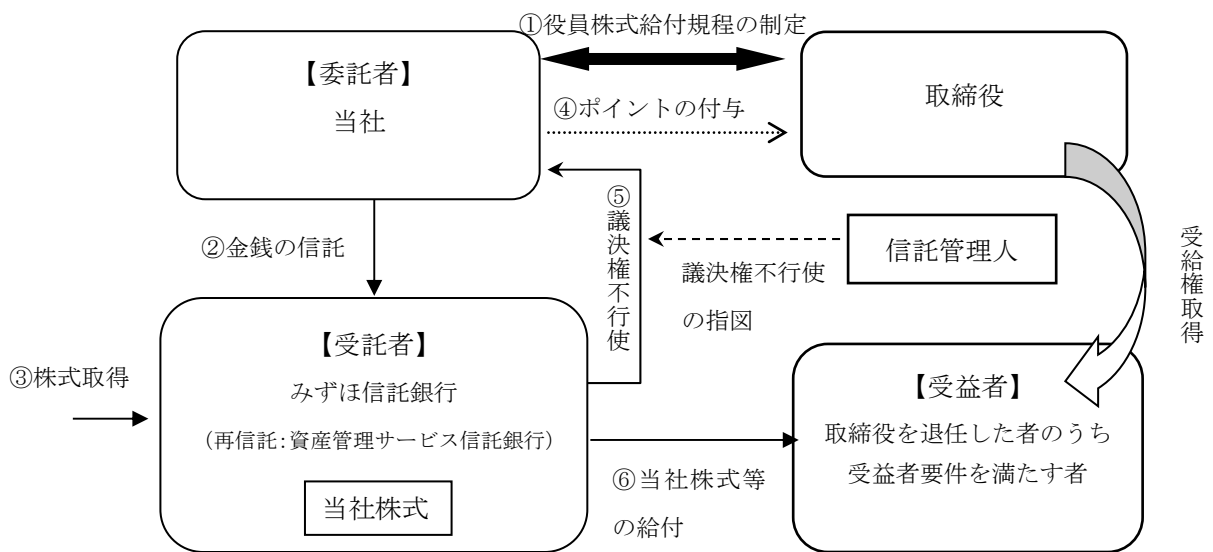 ①役員株式給付規程の制定
【委託者】
当社
取締役
④ポイントの付与
⑤議決権不行使
②金銭の信託
信託管理人
議決権不行使
の指図
受給権取得
【受託者】
みずほ信託銀行
（再信託：資産管理サービス信託銀行）
当社株式
③株式取得
【受益者】
取締役を退任した者のうち
受益者要件を満たす者
⑥当社株式等
の給付